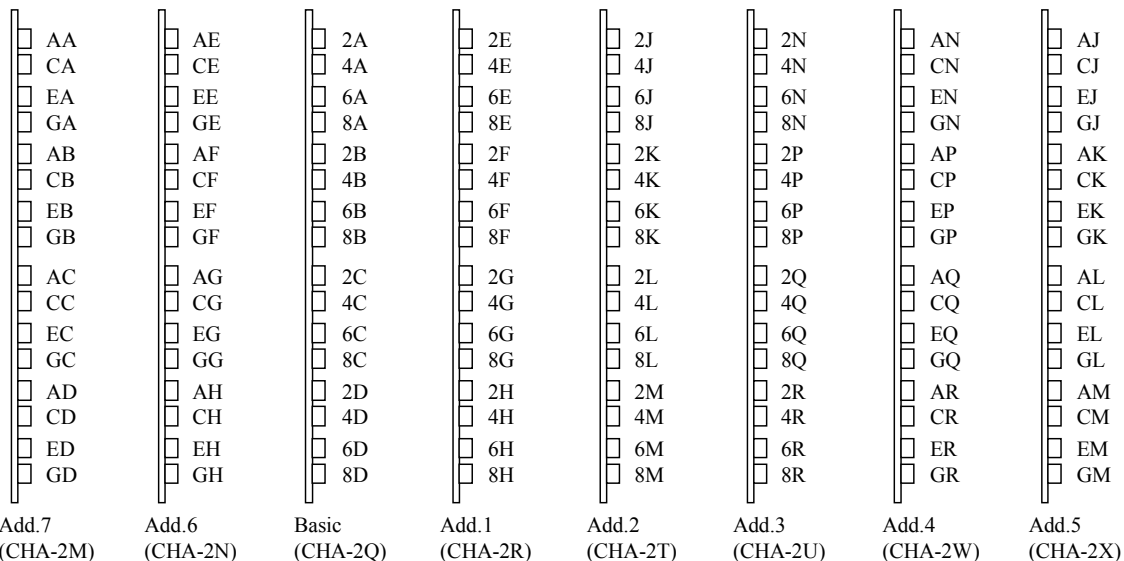 AA AE 2A 2E 2J 2N AN AJ
CA CE 4A 4E 4J 4N CN CJ
EA EE 6A 6E 6J 6N EN EJ
GA GE 8A 8E 8J 8N GN GJ
AB AF 2B 2F 2K 2P AP AK
CB CF 4B 4F 4K 4P CP CK
EB EF 6B 6F 6K 6P EP EK
GB GF 8B 8F 8K 8P GP GK
AC AG 2C 2G 2L 2Q AQ AL
CC CG 4C 4G 4L 4Q CQ CL
EC EG 6C 6G 6L 6Q EQ EL
GC GG 8C 8G 8L 8Q GQ GL
AD AH 2D 2H 2M 2R AR AM
CD CH 4D 4H 4M 4R CR CM
ED EH 6D 6H 6M 6R ER EM
GD GH 8D 8H 8M 8R GR GM
Add.7 Add.6 Basic Add.1 Add.2 Add.3 Add.4 Add.5
(CHA-2M) (CHA-2N) (CHA-2Q) (CHA-2R) (CHA-2T) (CHA-2U) (CHA-2W) (CHA-2X)